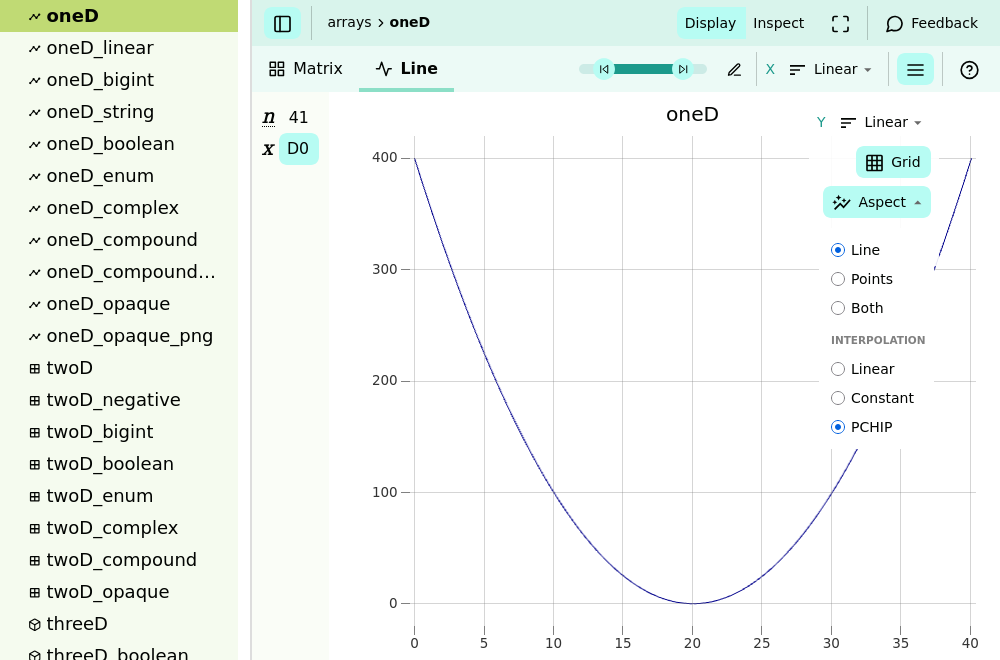 oneD
oneD_linear
oneD_bigint
oneD_string
oneD_boolean
oneD_enum
oneD_complex
oneD_compound
oneD_compound…
oneD_opaque
oneD_opaque_png
twoD
twoD_negative
twoD_bigint
twoD_boolean
twoD_enum
twoD_complex
twoD_compound
twoD_opaque
threeD
threeD_boolean
arrays > oneD
Display Inspect Feedback
Matrix Line X Linear
n 41
x D0
oneD
Y Linear
Grid
Aspect
Line
Points
Both
INTERPOLATION
Linear
Constant
PCHIP
400
300
200
100
0
0 5 10 15 20 25 30 35 40